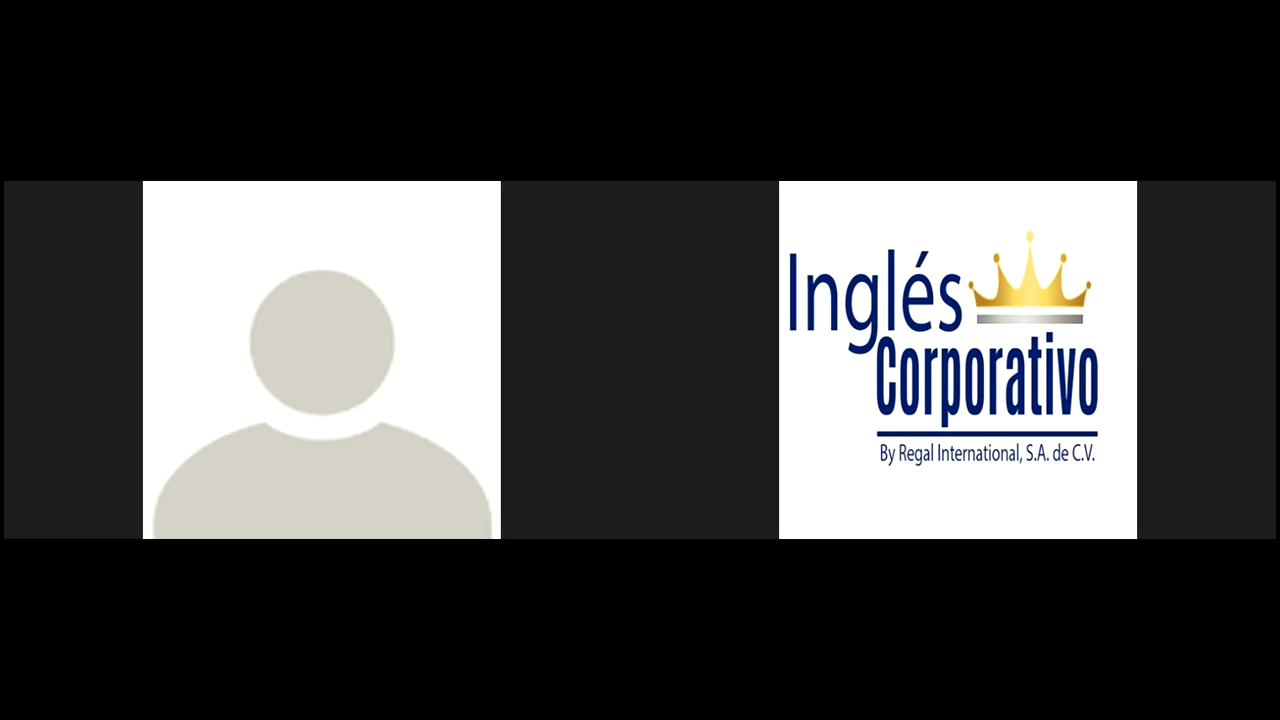 Inglés
Corporativo
By Regal International, S.A. de C.V.